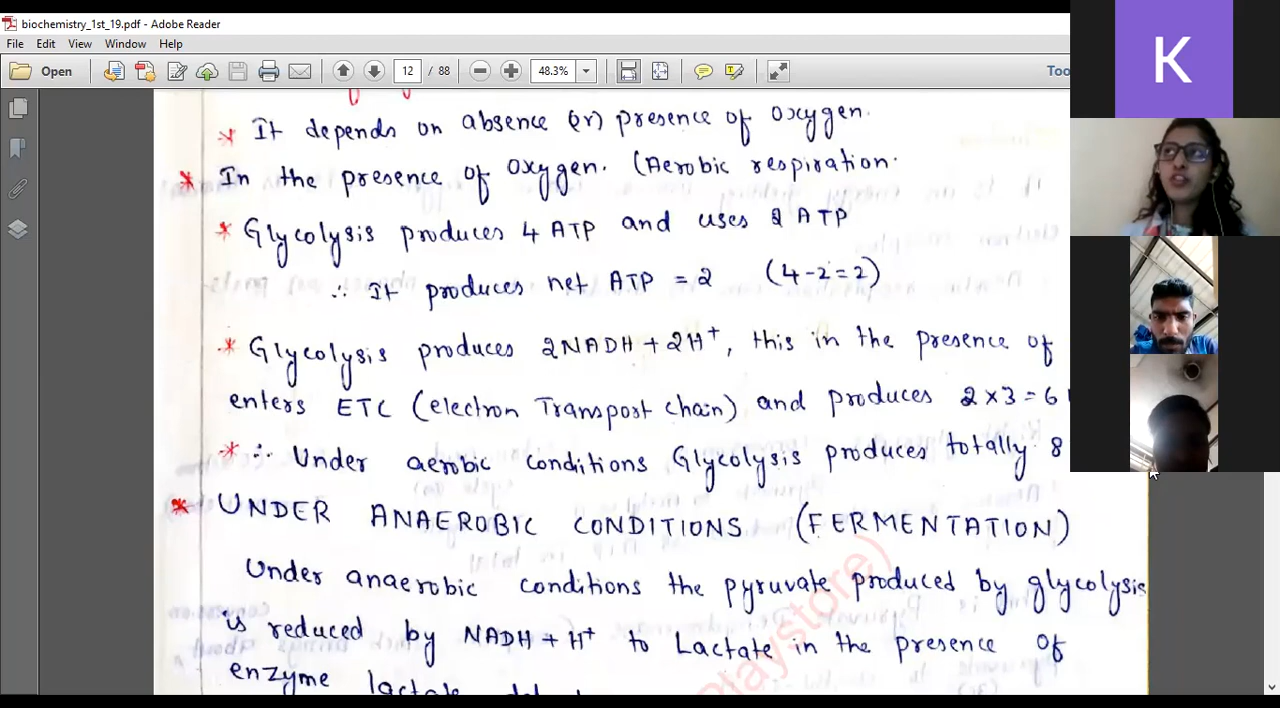 biochemistry_1st_19.pdf - Adobe Reader
File Edit View Window Help
Open 12 / 88 48.3% Too
K
* It depends on absence (or) presence of oxygen.
* In the presence of oxygen. (Aerobic respiration.
* Glycolysis produces 4 ATP and uses 2 ATP
∴ It produces net ATP = 2 (4-2=2)
* Glycolysis produces 2NADH + 2H⁺, this in the presence of
enters ETC (electron Transport chain) and produces 2×3=6
* ∴ Under aerobic conditions Glycolysis produces totally 8
* UNDER ANAEROBIC CONDITIONS (FERMENTATION)
Under anaerobic conditions the pyruvate produced by glycolysis
is reduced by NADH + H⁺ to Lactate in the presence of
enzyme lactate
Playstore)